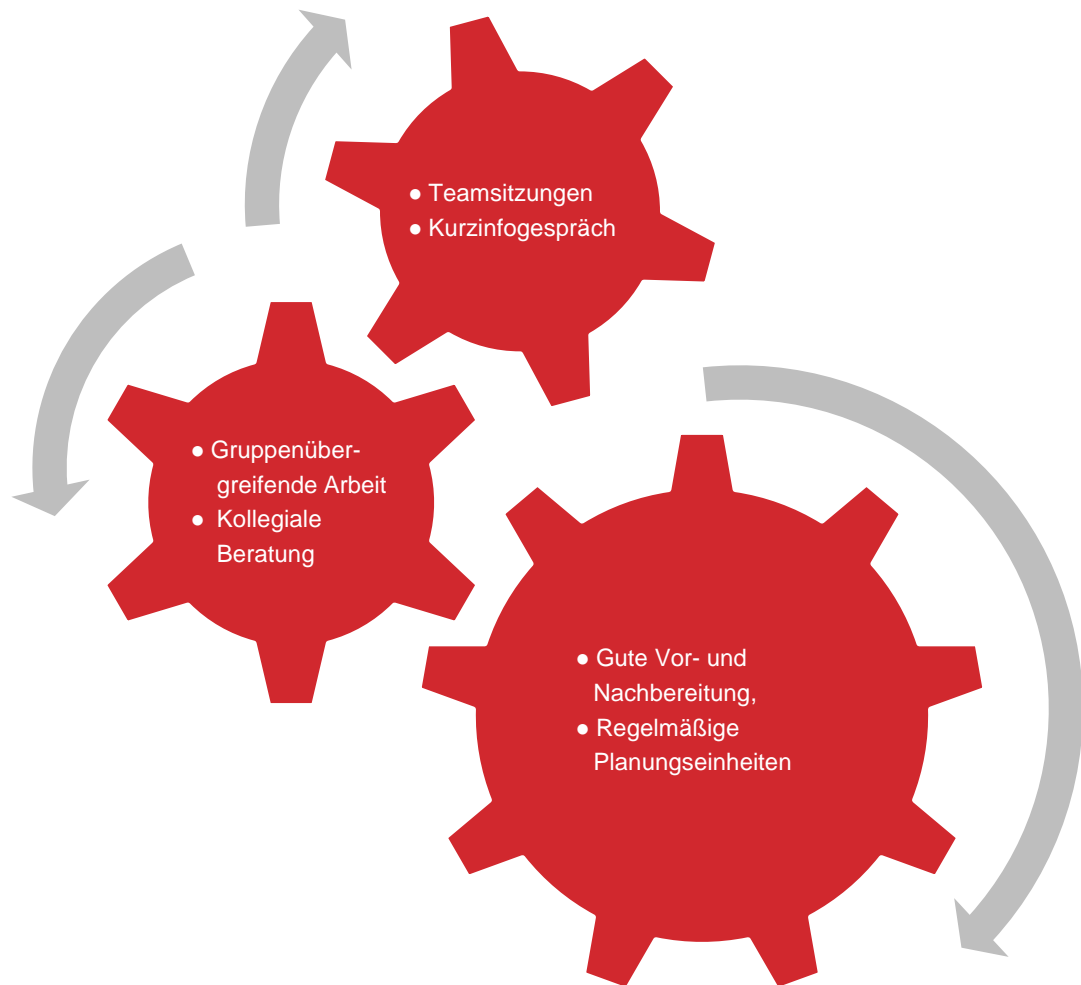 ● Teamsitzungen
● Kurzinfogespräch
● Gruppenüber-
greifende Arbeit
● Kollegiale
Beratung
● Gute Vor- und
Nachbereitung,
● Regelmäßige
Planungseinheiten